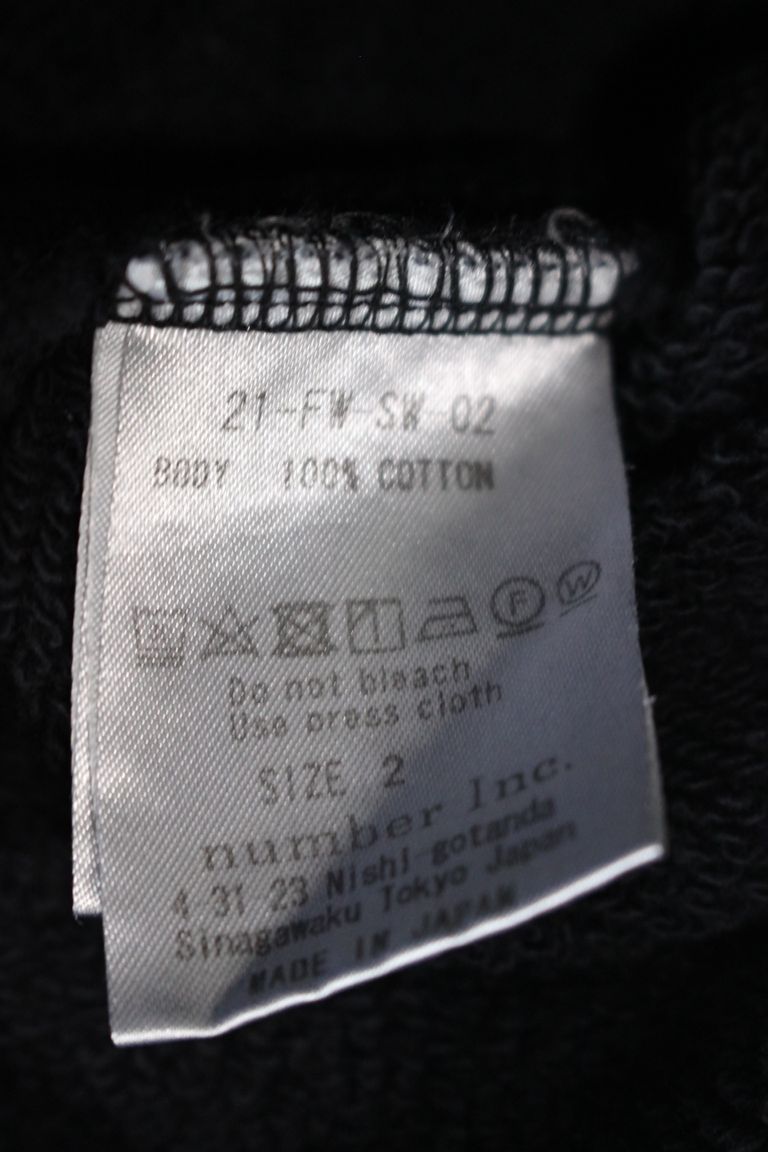 21-FW-SW-02
BODY 100% COTTON
F W
Do not bleach
Use press cloth
SIZE 2
number Inc.
4 31 23 Nishi-gotanda
Sinagawaku Tokyo Japan
MADE IN JAPAN